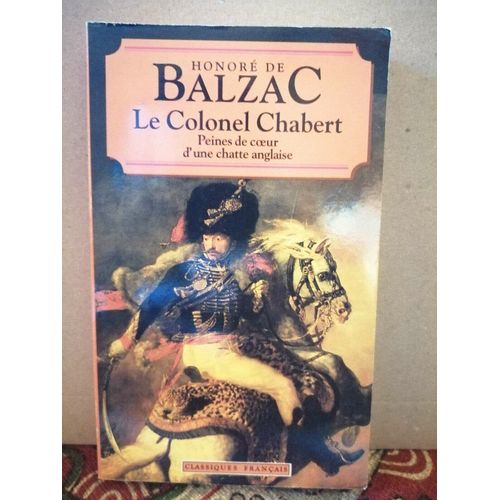 HONORÉ DE
BALZAC
Le Colonel Chabert
Peines de cœur
d'une chatte anglaise
CLASSIQUES FRANÇAIS